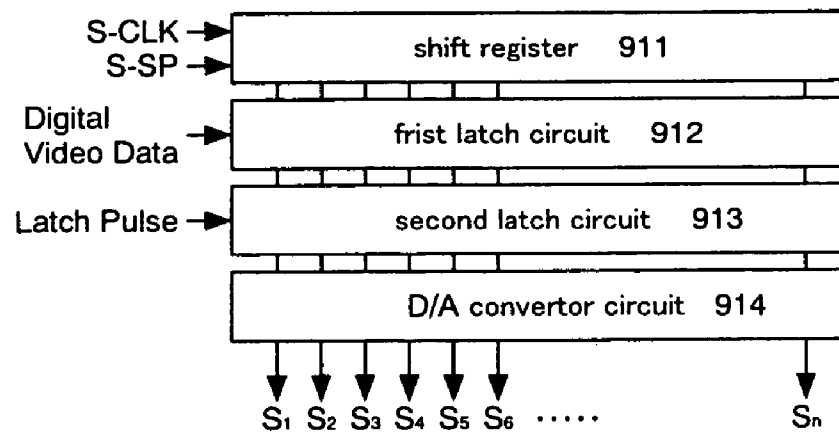 S-CLK
S-SP
shift register 911
Digital
Video Data
frist latch circuit 912
Latch Pulse
second latch circuit 913
D/A convertor circuit 914
S1 S2 S3 S4 S5 S6 ····· Sn